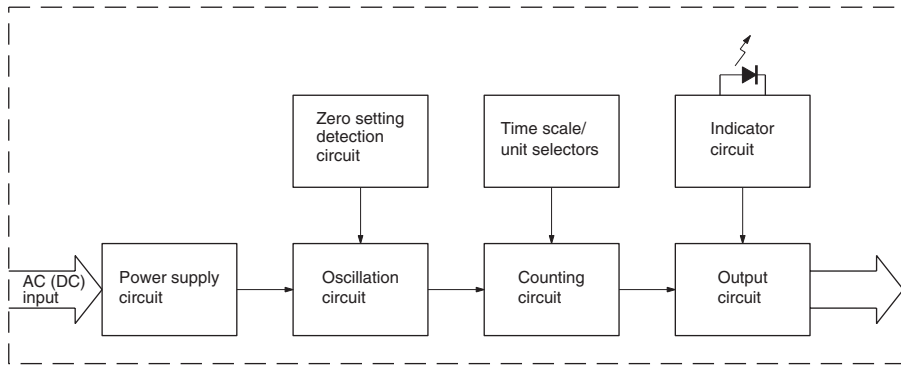 Zero setting
detection
circuit
Time scale/
unit selectors
Indicator
circuit
AC (DC)
input
Power supply
circuit
Oscillation
circuit
Counting
circuit
Output
circuit